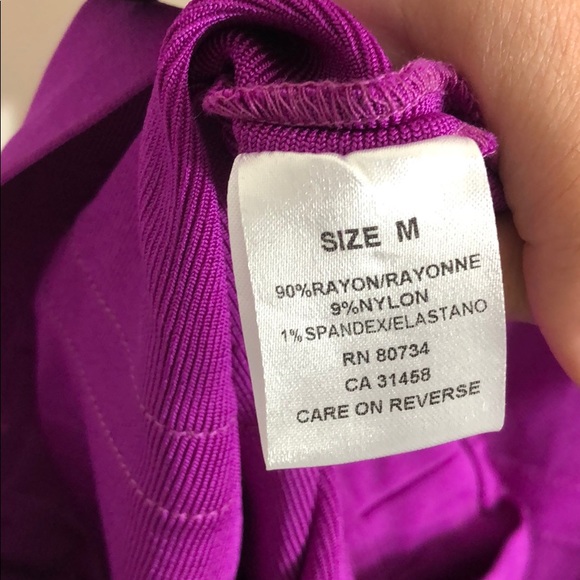 SIZE M
90%RAYON/RAYONNE
9%NYLON
1%SPANDEX/ELASTANO
RN 80734
CA 31458
CARE ON REVERSE